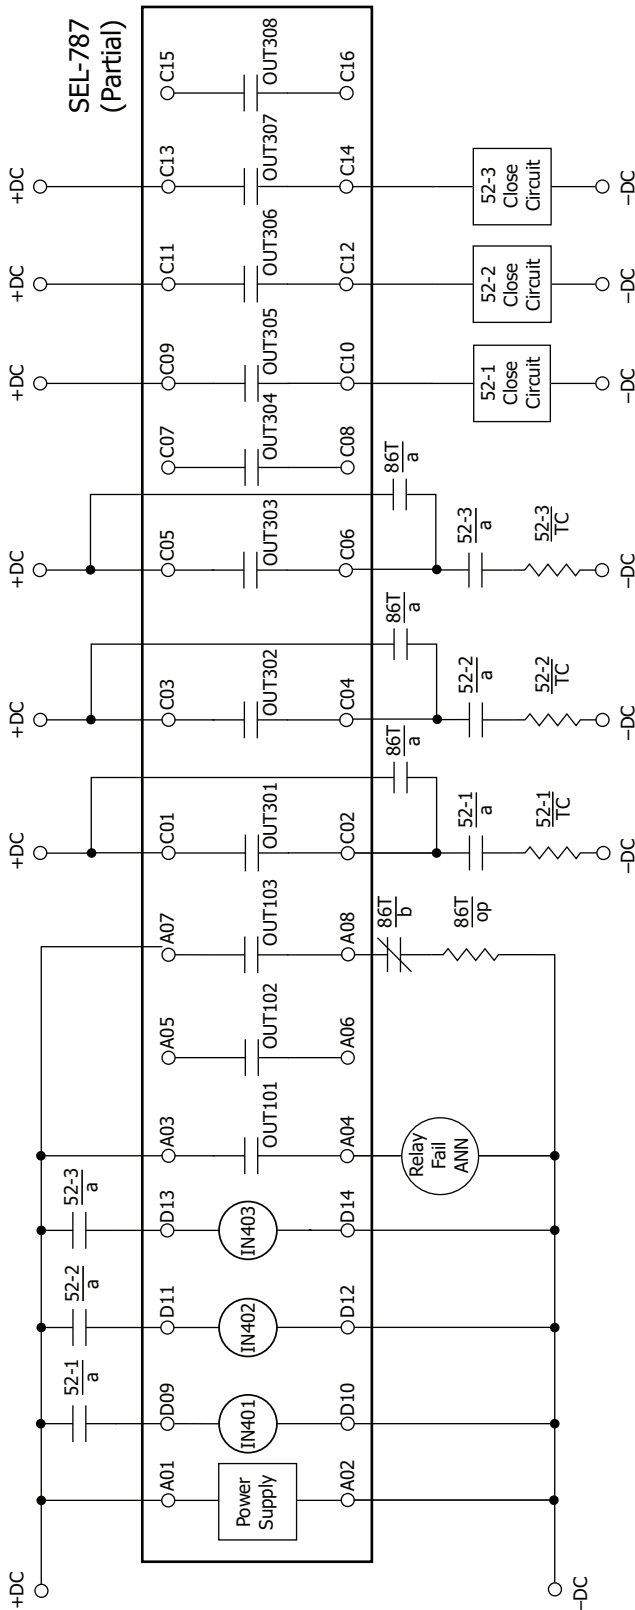 SEL-787
(Partial)
+DC
A01
Power
Supply
A02
–DC
52-1
a
D09
IN401
D10
52-2
a
D11
IN402
D12
52-3
a
D13
IN403
D14
A03
OUT101
A04
Relay
Fail
ANN
A05
OUT102
A06
A07
OUT103
A08
86T
b
86T
op
+DC
C01
OUT301
C02
86T
a
52-1
a
52-1
TC
–DC
+DC
C03
OUT302
C04
86T
a
52-2
a
52-2
TC
–DC
+DC
C05
OUT303
C06
86T
a
52-3
a
52-3
TC
–DC
C07
OUT304
C08
+DC
C09
OUT305
C10
52-1
Close
Circuit
–DC
+DC
C11
OUT306
C12
52-2
Close
Circuit
–DC
+DC
C13
OUT307
C14
52-3
Close
Circuit
–DC
C15
OUT308
C16